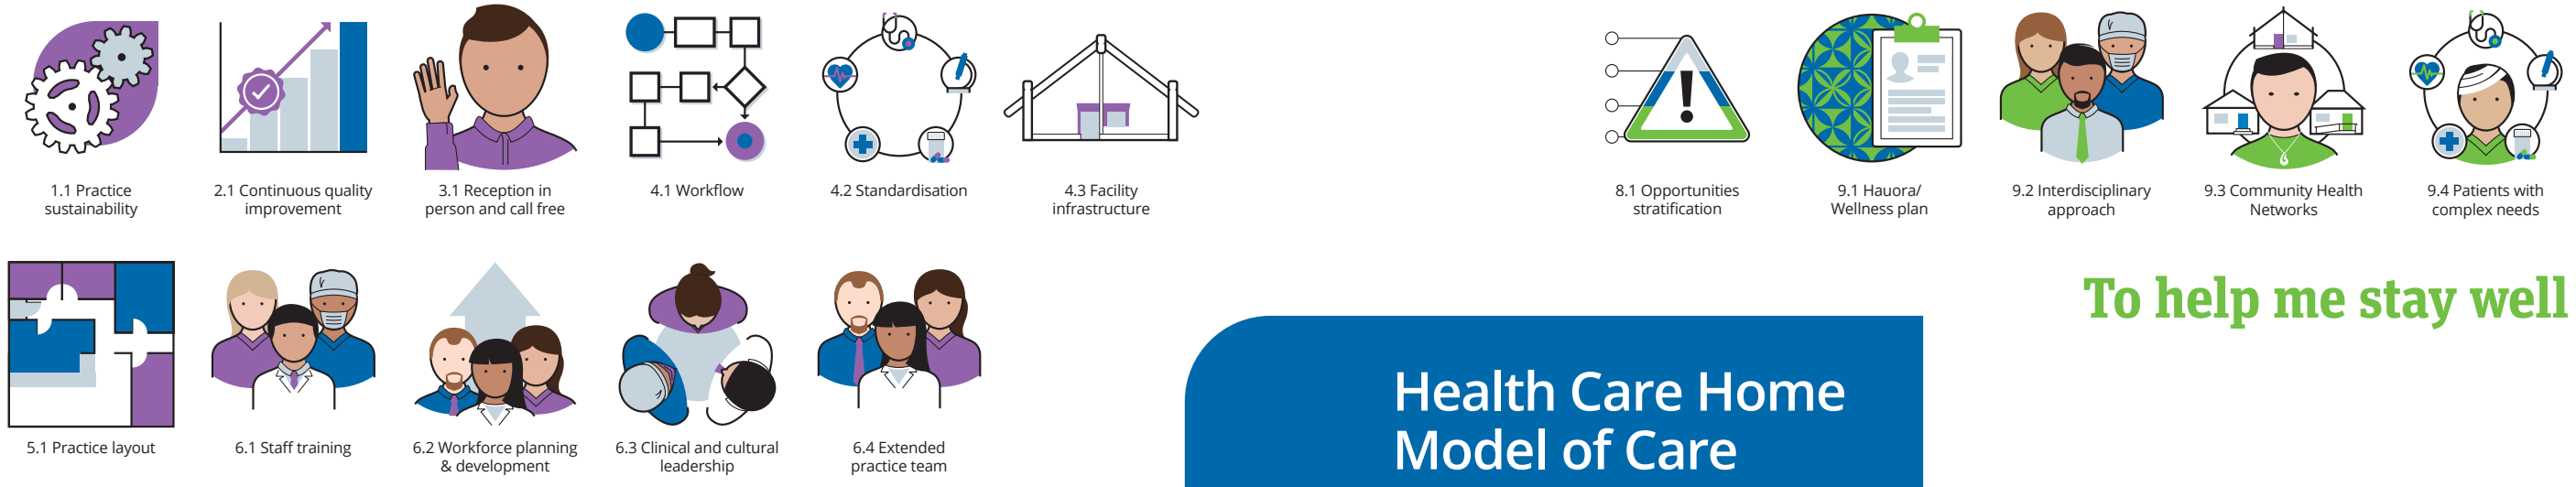 1.1 Practice
sustainability
2.1 Continuous quality
improvement
3.1 Reception in
person and call free
4.1 Workflow
4.2 Standardisation
4.3 Facility
infrastructure
8.1 Opportunities
stratification
9.1 Hauora/
Wellness plan
9.2 Interdisciplinary
approach
9.3 Community Health
Networks
9.4 Patients with
complex needs
5.1 Practice layout
6.1 Staff training
6.2 Workforce planning
& development
6.3 Clinical and cultural
leadership
6.4 Extended
practice team
To help me stay well
Health Care Home
Model of Care